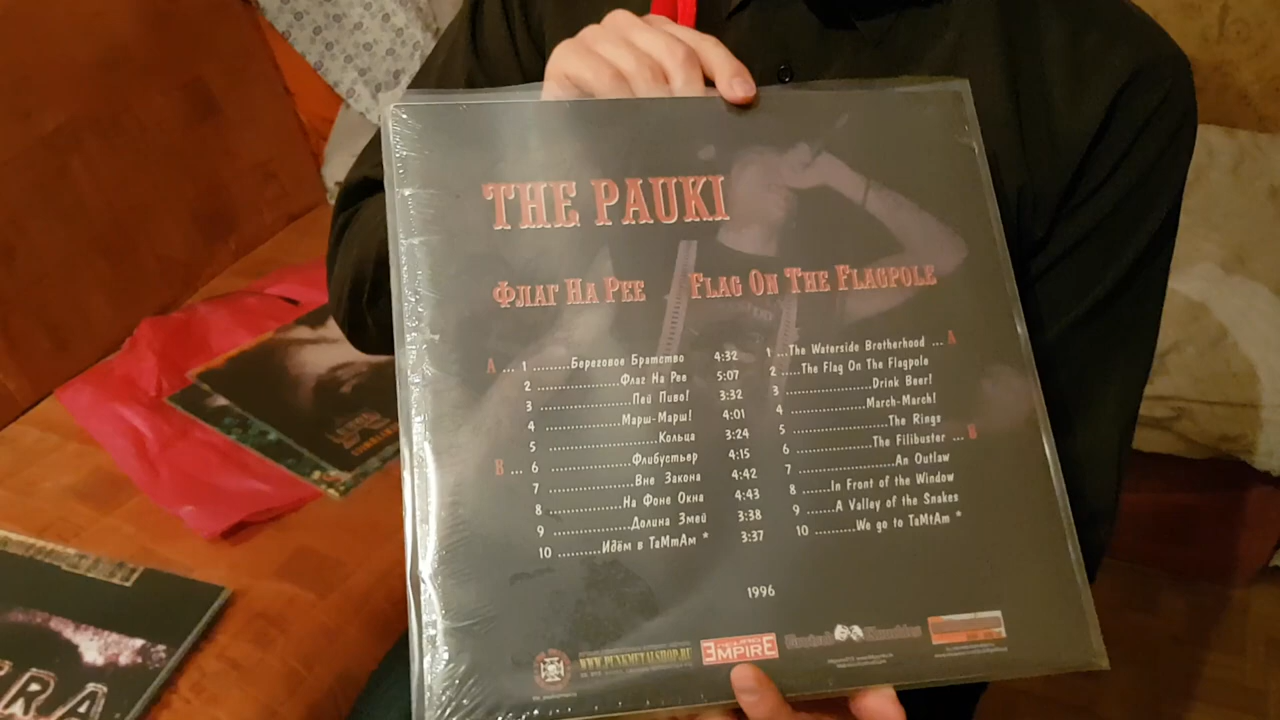 THE PAUKI
Флаг На Рее Flag On The Flagpole
A ... 1 .........Береговое Братство 4:32 1 ...The Waterside Brotherhood ... A
2 ....................Флаг На Рее 5:07 2 .....The Flag On The Flagpole
3 ......................Пей Пиво! 3:32 3 ......................Drink Beer!
4 ....................Марш-Марш! 4:01 4 ....................March-March!
5 ............................Кольца 3:24 5 .........................The Rings
B ... 6 .....................Флибустьер 4:15 6 .....................The Filibuster ... B
7 .....................Вне Закона 4:42 7 .........................An Outlaw
8 ..................На Фоне Окна 4:43 8 .......In Front of the Window
9 .....................Долина Змей 3:38 9 .......A Valley of the Snakes
10 ...........Идём в ТаМтАм * 3:37 10 ...........We go to TaMtAm *
1996
WWW.PUNKMETALSHOP.RU
EMPIRE
RA